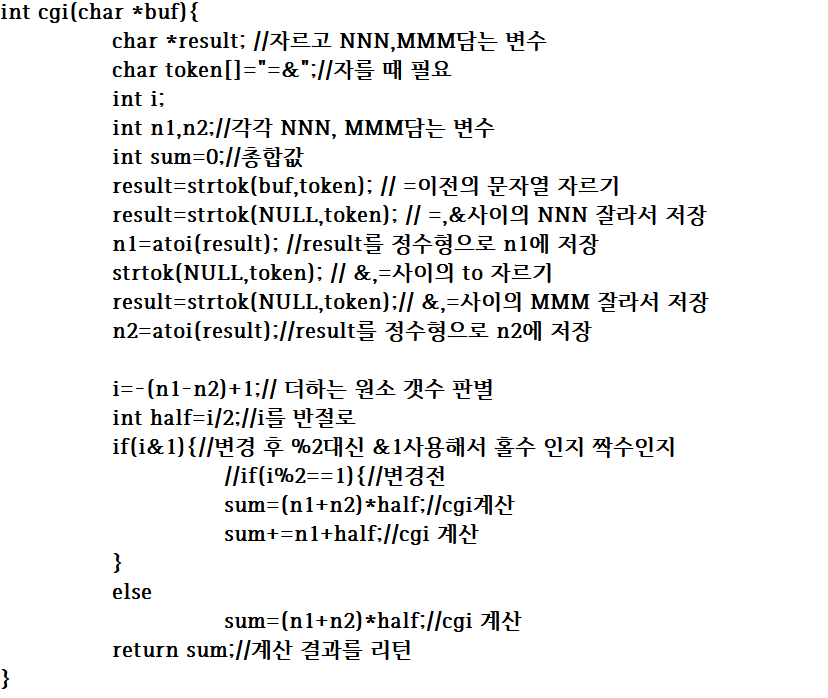 int cgi(char *buf){
char *result; //자르고 NNN,MMM담는 변수
char token[]="=&";//자를 때 필요
int i;
int n1,n2;//각각 NNN, MMM담는 변수
int sum=0;//총합값
result=strtok(buf,token); // =이전의 문자열 자르기
result=strtok(NULL,token); // =,&사이의 NNN 잘라서 저장
n1=atoi(result); //result를 정수형으로 n1에 저장
strtok(NULL,token); // &,=사이의 to 자르기
result=strtok(NULL,token);// &,=사이의 MMM 잘라서 저장
n2=atoi(result);//result를 정수형으로 n2에 저장
i=-(n1-n2)+1;// 더하는 원소 갯수 판별
int half=i/2;//i를 반절로
if(i&1){//변경 후 %2대신 &1사용해서 홀수 인지 짝수인지
//if(i%2==1){//변경전
sum=(n1+n2)*half;//cgi계산
sum+=n1+half;//cgi 계산
}
else
sum=(n1+n2)*half;//cgi 계산
return sum;//계산 결과를 리턴
}